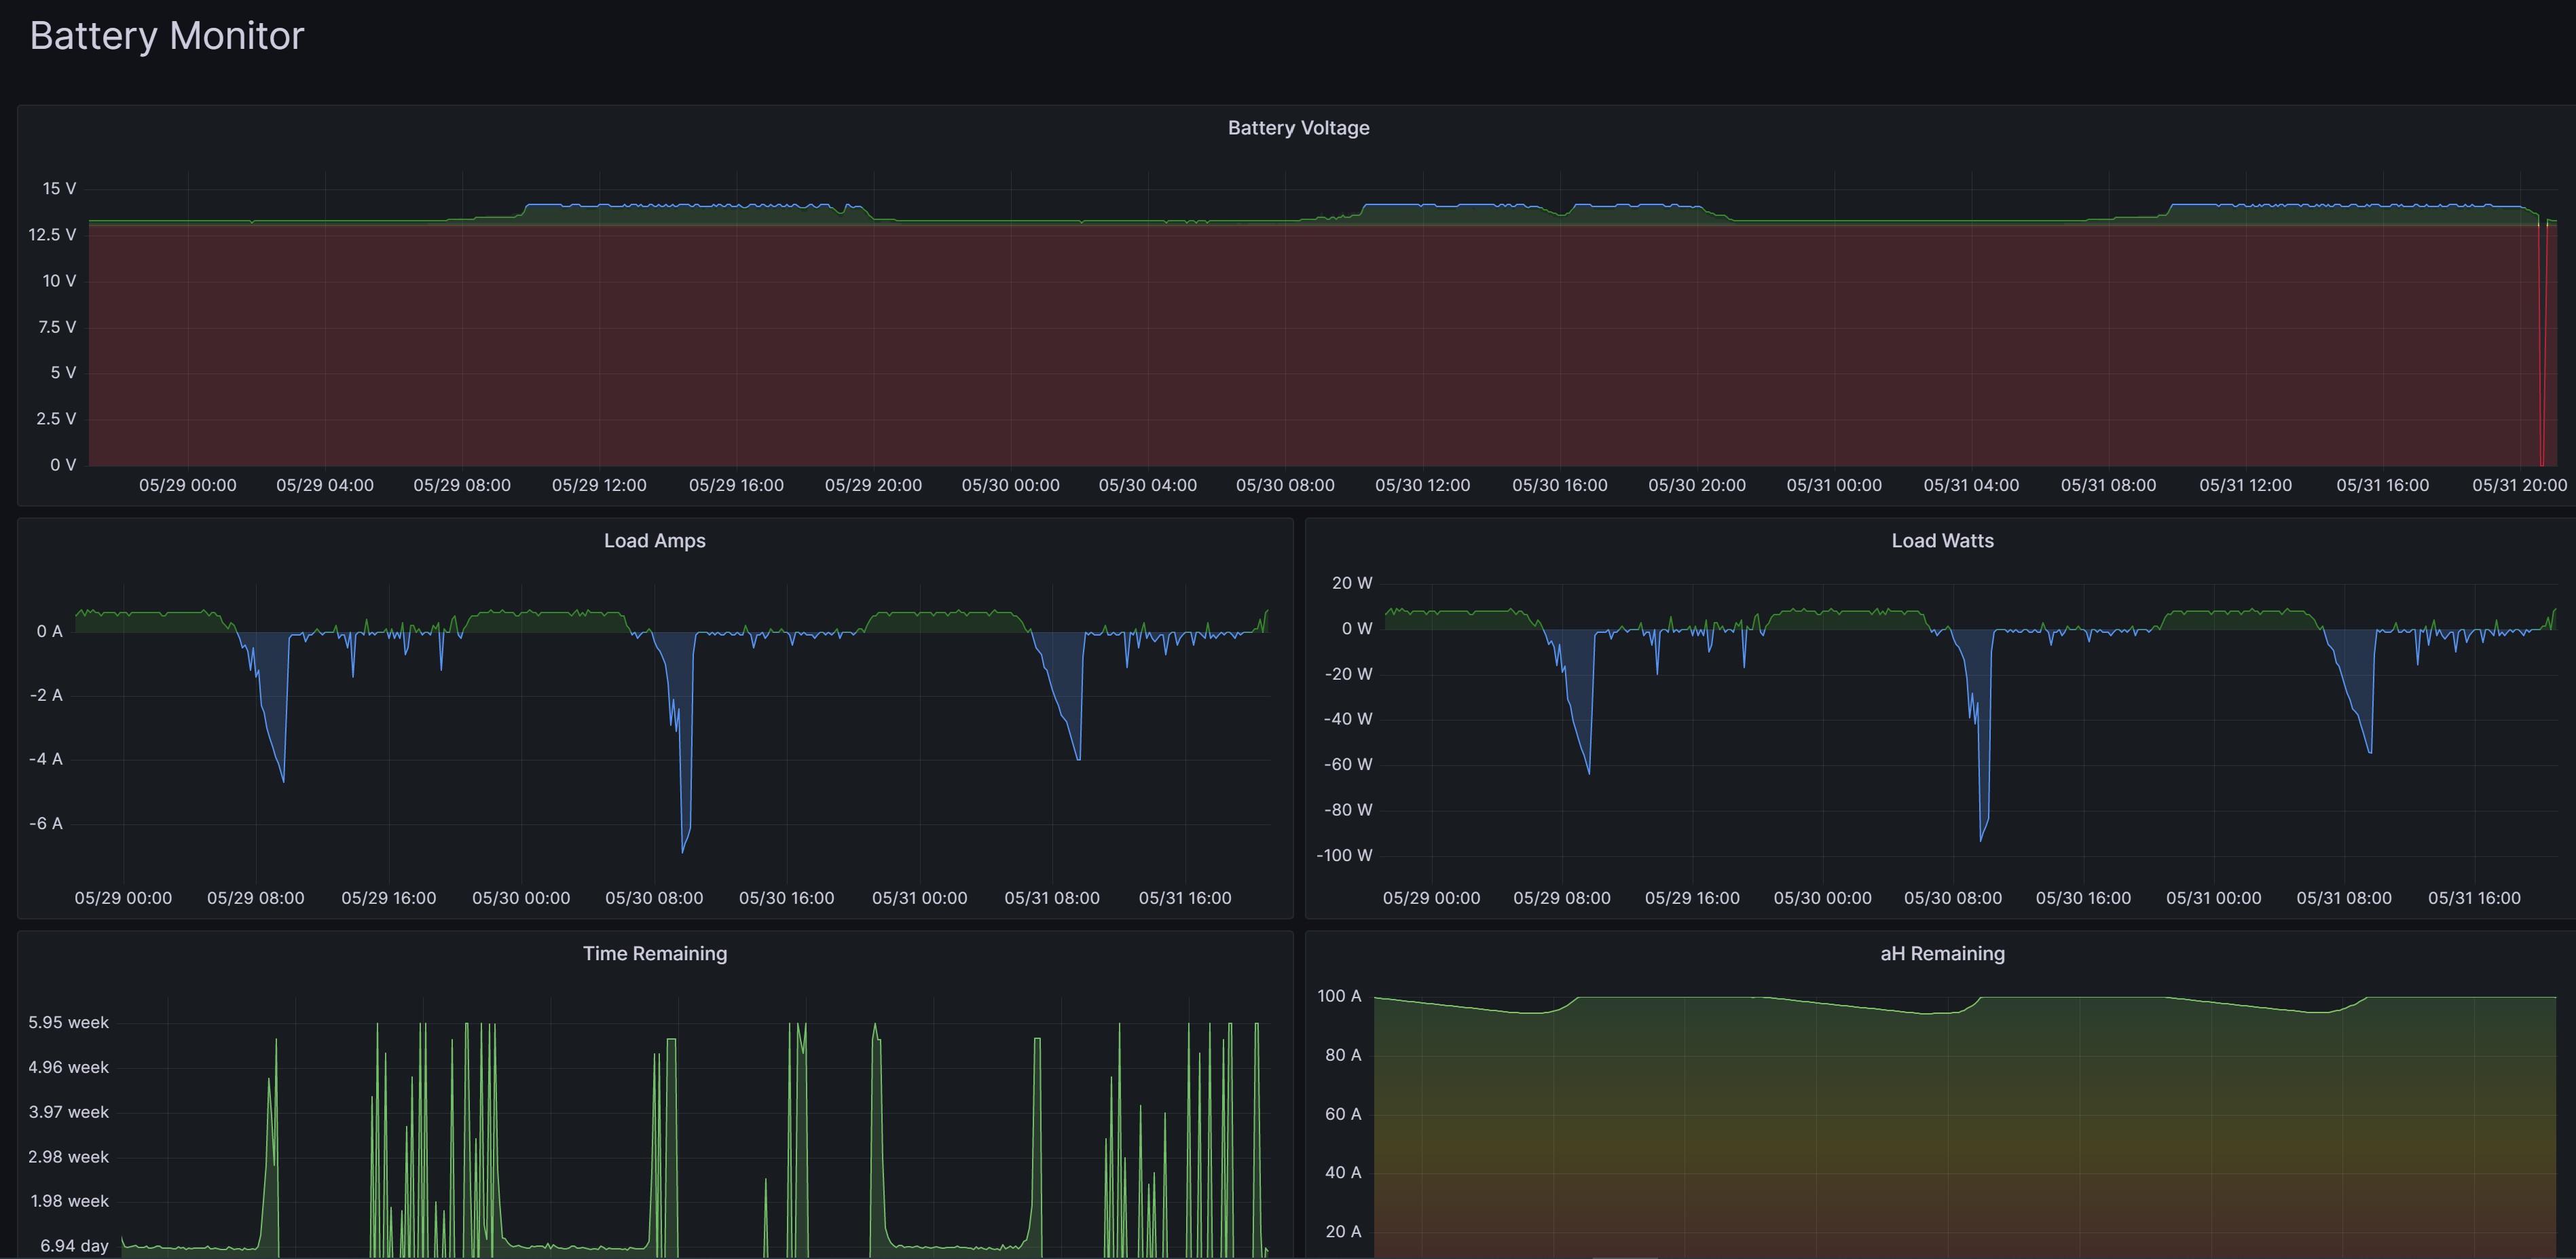 Battery Monitor
Battery Voltage
15 V
12.5 V
10 V
7.5 V
5 V
2.5 V
0 V
05/29 00:00 05/29 04:00 05/29 08:00 05/29 12:00 05/29 16:00 05/29 20:00 05/30 00:00 05/30 04:00 05/30 08:00 05/30 12:00 05/30 16:00 05/30 20:00 05/31 00:00 05/31 04:00 05/31 08:00 05/31 12:00 05/31 16:00 05/31 20:00
Load Amps
0 A
-2 A
-4 A
-6 A
05/29 00:00 05/29 08:00 05/29 16:00 05/30 00:00 05/30 08:00 05/30 16:00 05/31 00:00 05/31 08:00 05/31 16:00
Load Watts
20 W
0 W
-20 W
-40 W
-60 W
-80 W
-100 W
05/29 00:00 05/29 08:00 05/29 16:00 05/30 00:00 05/30 08:00 05/30 16:00 05/31 00:00 05/31 08:00 05/31 16:00
Time Remaining
5.95 week
4.96 week
3.97 week
2.98 week
1.98 week
6.94 day
aH Remaining
100 A
80 A
60 A
40 A
20 A